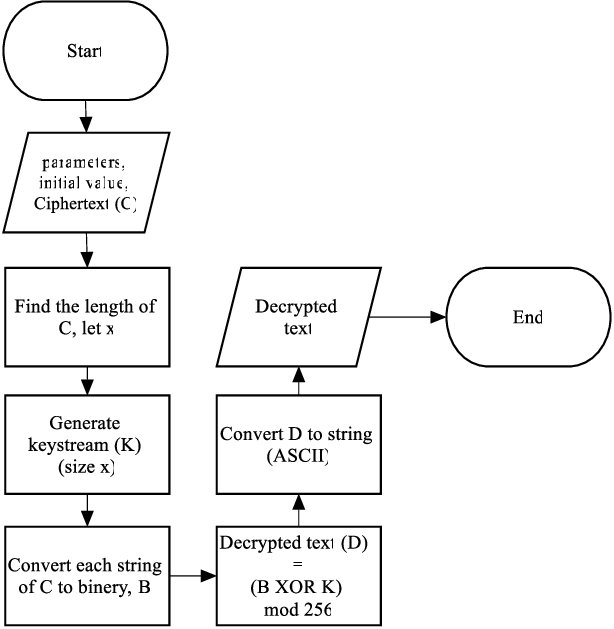 Start
parameters,
initial value,
Ciphertext (C)
Find the length of
C, let x
Generate
keystream (K)
(size x)
Convert each string
of C to binery, B
Decrypted text (D)
=
(B XOR K)
mod 256
Convert D to string
(ASCII)
Decrypted
text
End